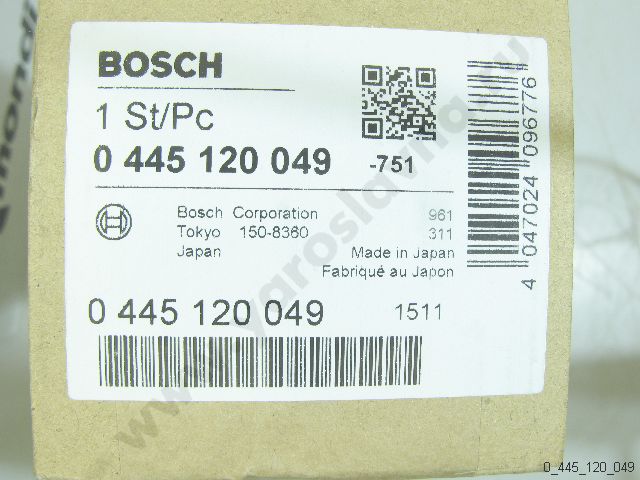 BOSCH
1 St/Pc
0 445 120 049 -751
Bosch Corporation 961
Tokyo 150-8360 311
Japan Made in Japan
Fabriqué au Japon
0 445 120 049 1511
4 047024 096776
0_445_120_049